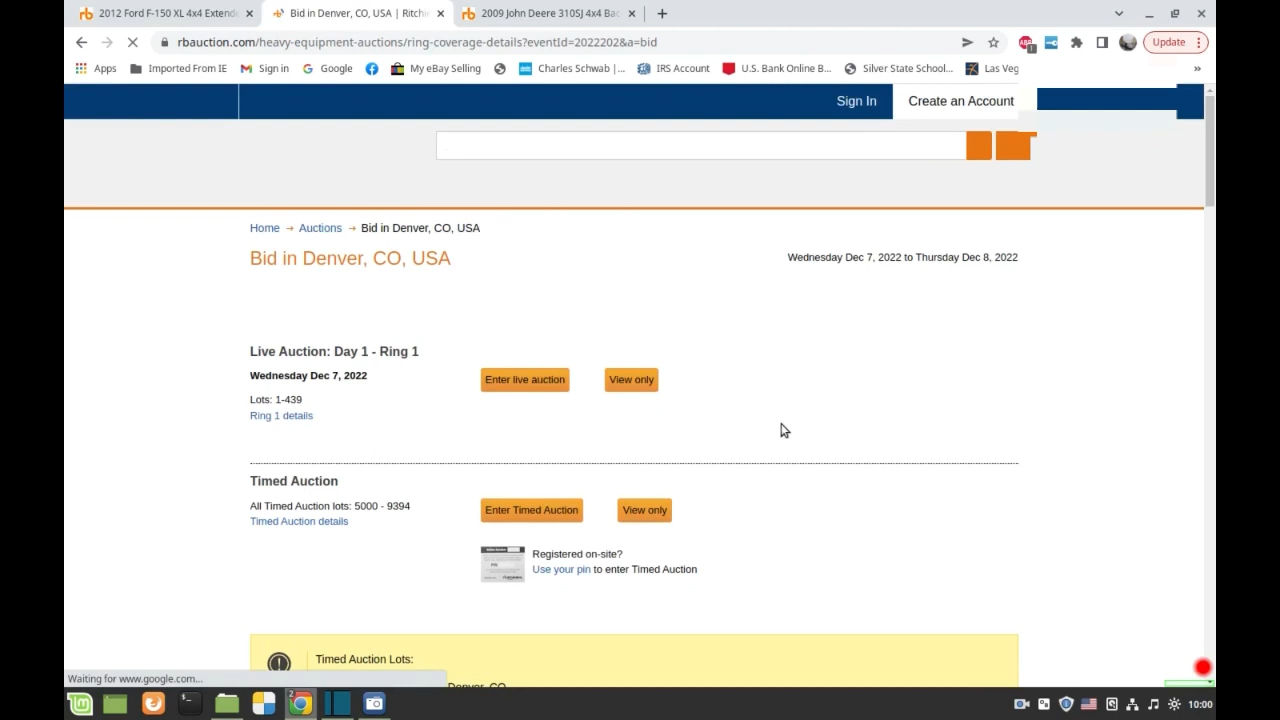 2012 Ford F-150 XL 4x4 Extend
Bid in Denver, CO, USA | Ritchie
2009 John Deere 310SJ 4x4 Bac
rbauction.com/heavy-equipment-auctions/ring-coverage-details?eventId=2022202&a=bid
ABP
1
Update
Apps
Imported From IE
Sign in
Google
My eBay Selling
Charles Schwab |...
IRS Account
U.S. Bank Online B...
Silver State School...
Las Veg
»
Sign In
Create an Account
Home → Auctions → Bid in Denver, CO, USA
Bid in Denver, CO, USA
Wednesday Dec 7, 2022 to Thursday Dec 8, 2022
Live Auction: Day 1 - Ring 1
Wednesday Dec 7, 2022
Enter live auction
View only
Lots: 1-439
Ring 1 details
Timed Auction
All Timed Auction lots: 5000 - 9394
Enter Timed Auction
View only
Timed Auction details
Registered on-site?
Use your pin to enter Timed Auction
Timed Auction Lots:
Denver, CO
Waiting for www.google.com...
2
10:00